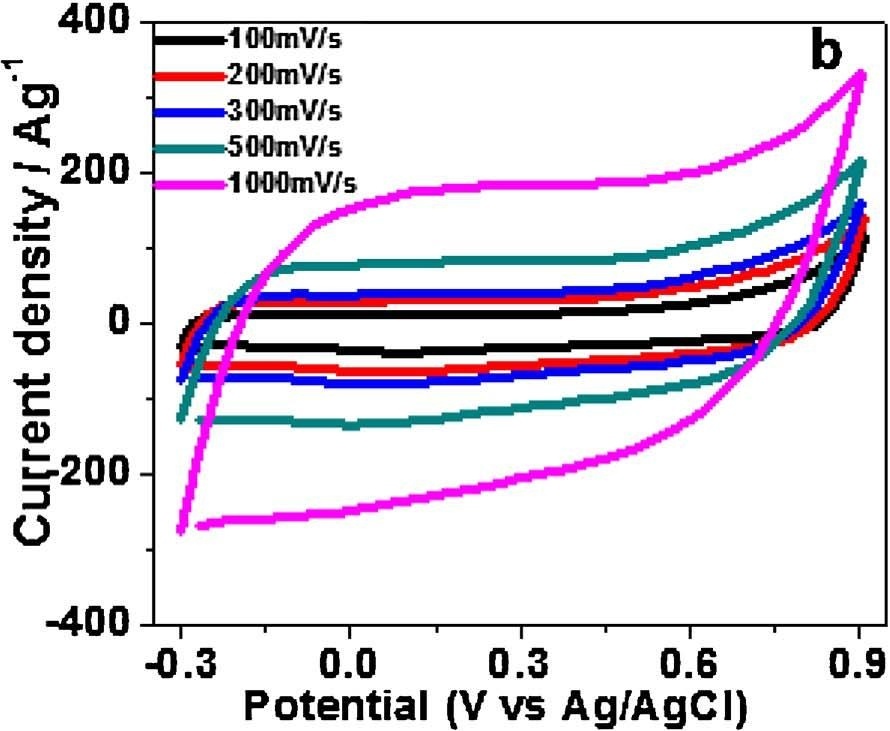 b
100mV/s
200mV/s
300mV/s
500mV/s
1000mV/s
Current density / Ag⁻¹
400
200
0
-200
-400
-0.3 0.0 0.3 0.6 0.9
Potential (V vs Ag/AgCl)